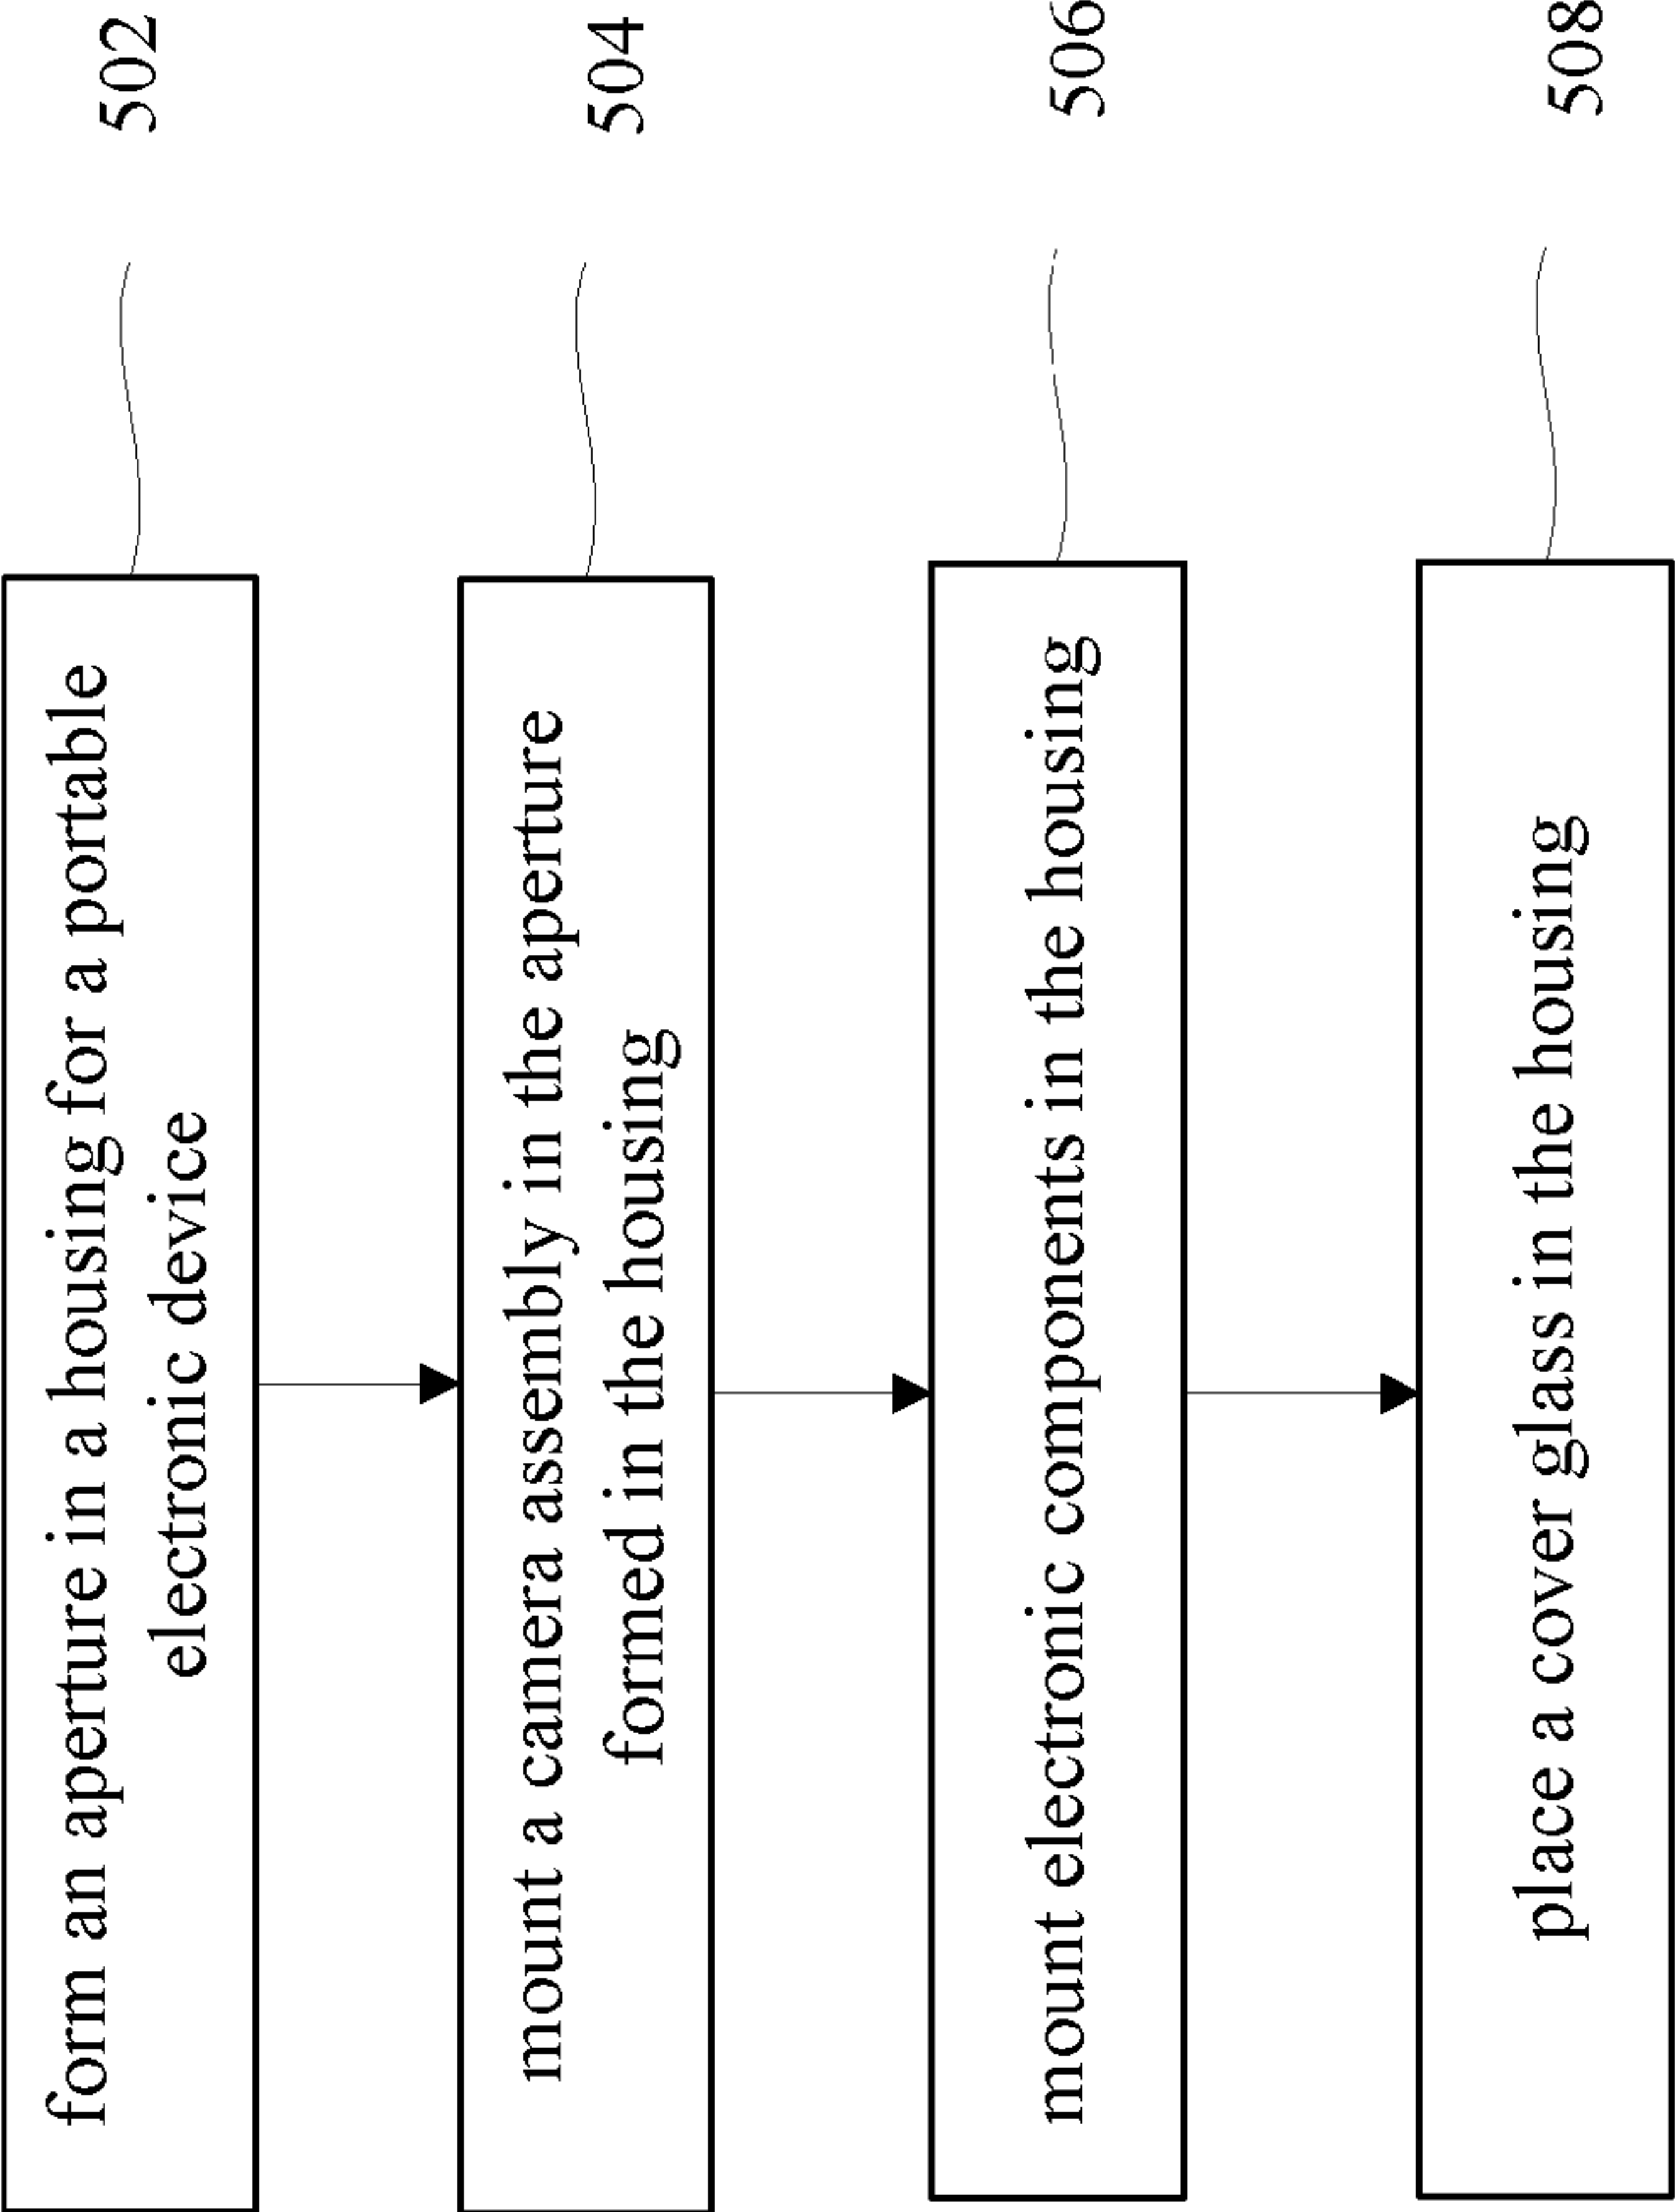 form an aperture in a housing for a portable
electronic device
502
mount a camera assembly in the aperture
formed in the housing
504
mount electronic components in the housing
506
place a cover glass in the housing
508